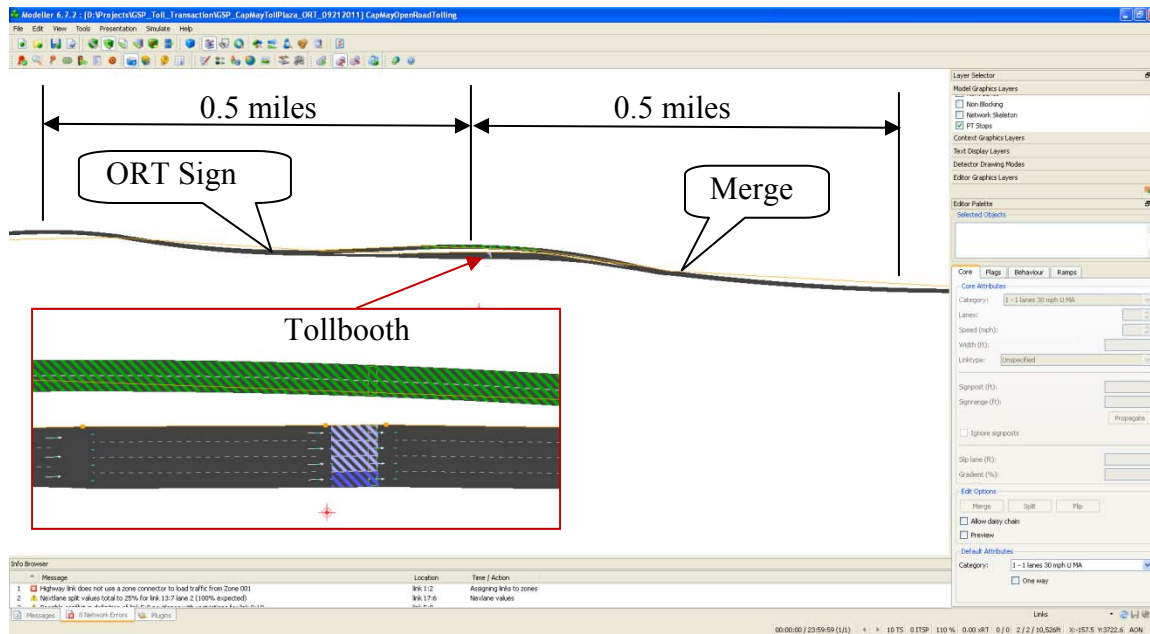 Modeller 6.7.2 : [D:\Projects\GSP_Toll_Transaction\GSP_CapMayTollPlaza_ORT_09212011] CapMayOpenRoadTolling
File Edit View Tools Presentation Simulate Help
0.5 miles 0.5 miles
ORT Sign
Merge
Tollbooth
Layer Selector
Model Graphics Layers
Non Blocking
Network Skeleton
PT Stops
Context Graphics Layers
Text Display Layers
Detector Drawing Modes
Editor Graphics Layers
Editor Palette
Selected Objects
Core Flags Behaviour Ramps
Core Attributes
Category: 1 - 1 lanes 30 mph U MA
Lanes:
Speed (mph):
Width (ft):
Linktype: Unspecified
Signpost (ft):
Signrange (ft):
Propagate
Ignore signposts
Slip lane (ft):
Gradient (%):
Edit Options
Merge Split Flip
Allow daisy chain
Preview
Default Attributes
Category: 1 - 1 lanes 30 mph U MA
One way
Info Browser
Message Location Time / Action
1 Highway link does not use a zone connector to load traffic from Zone 001 link 1:2 Assigning links to zones
2 Nextlane split values total to 25% for link 13:7 lane 2 (100% expected) link 17:6 Nexlane values
Messages 8 Network Errors Plugins
Links
00:00:00 / 23:59:59 (1/1) 10 TS 0 ITSP 110 % 0.00 xRT 0 / 0 2 / 2 / 10,526ft X:-157.5 Y:3722.6 AON